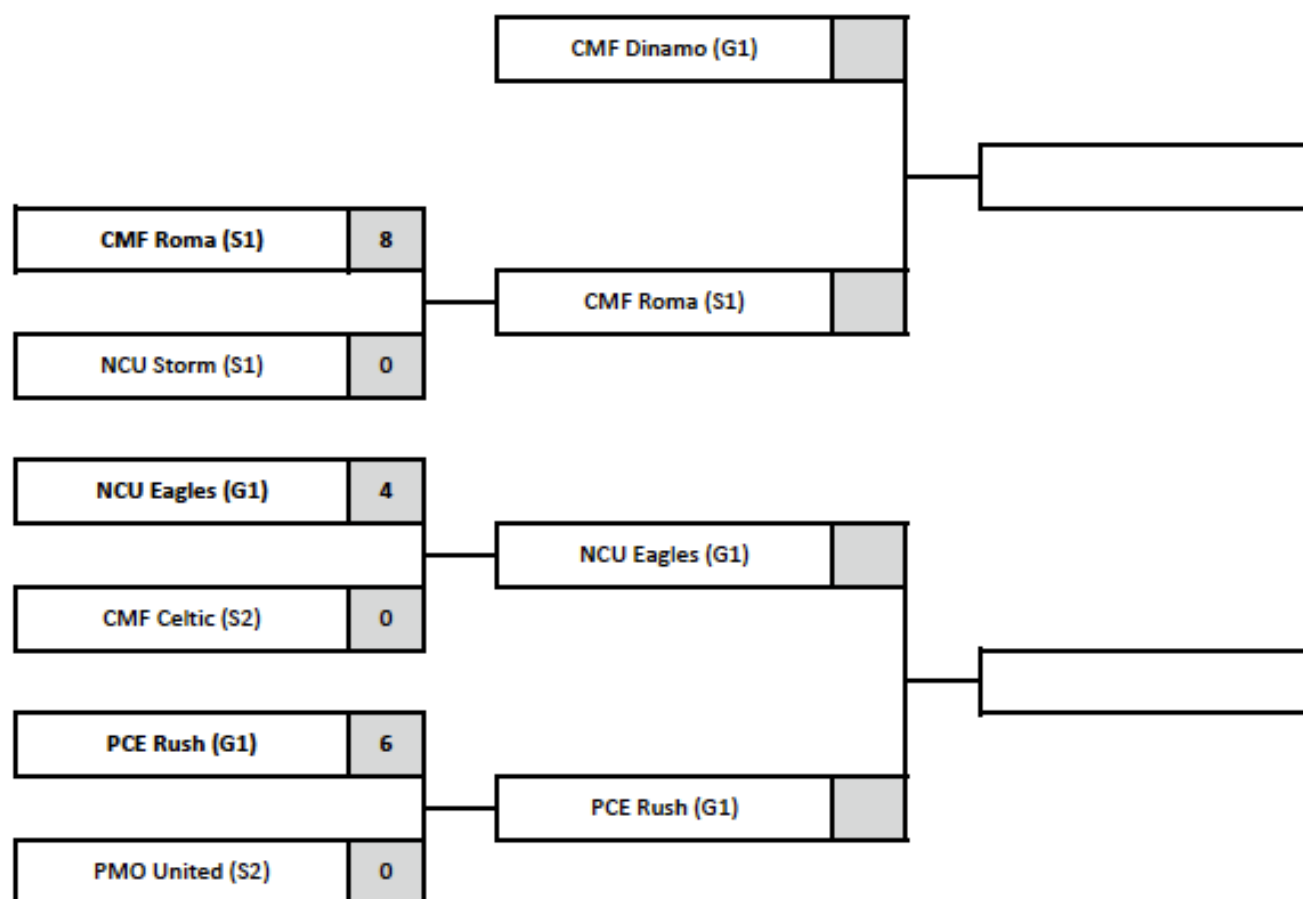 CMF Dinamo (G1)
CMF Roma (S1) 8
CMF Roma (S1)
NCU Storm (S1) 0
NCU Eagles (G1) 4
NCU Eagles (G1)
CMF Celtic (S2) 0
PCE Rush (G1) 6
PCE Rush (G1)
PMO United (S2) 0